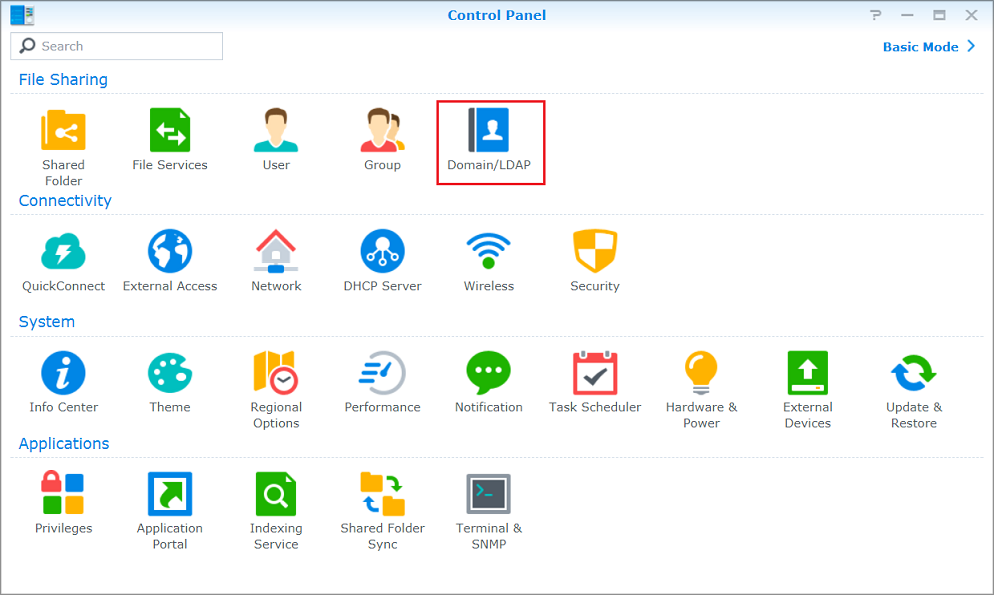 Control Panel
Search
Basic Mode
File Sharing
Shared Folder
File Services
User
Group
Domain/LDAP
Connectivity
QuickConnect
External Access
Network
DHCP Server
Wireless
Security
System
Info Center
Theme
Regional Options
Performance
Notification
Task Scheduler
Hardware & Power
External Devices
Update & Restore
Applications
Privileges
Application Portal
Indexing Service
Shared Folder Sync
Terminal & SNMP